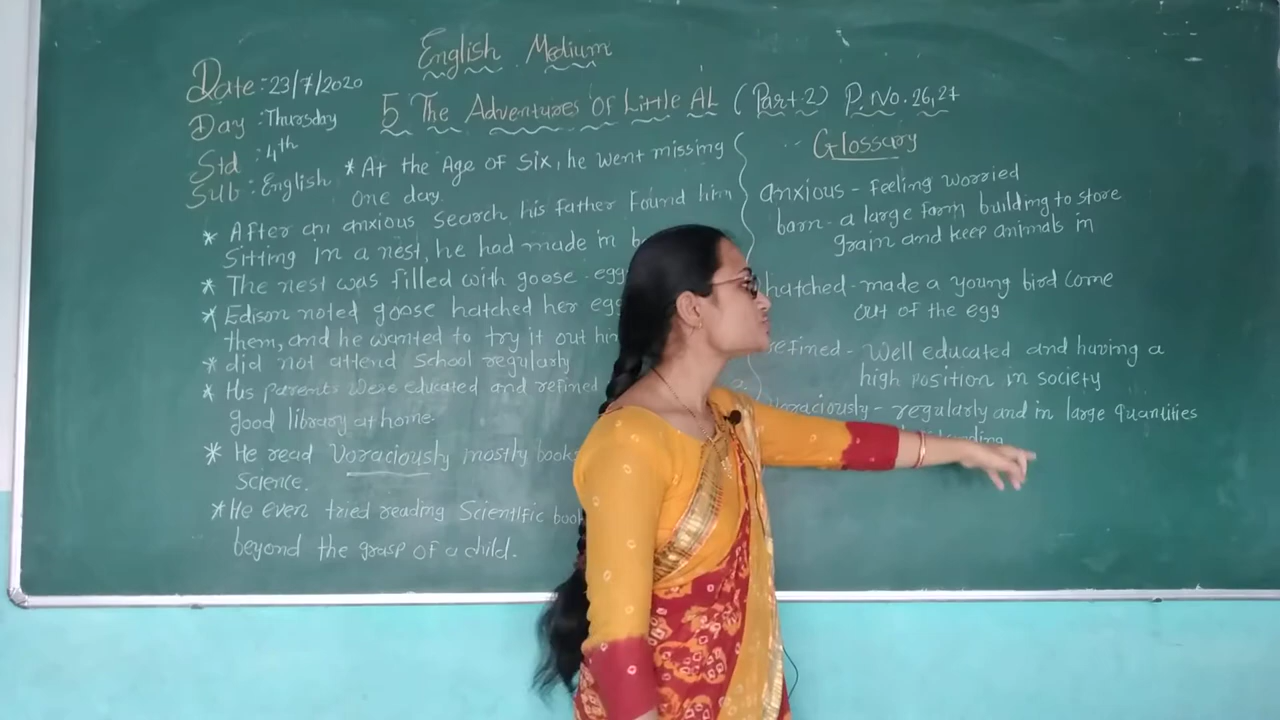 English Medium
Date :23/7/2020
5 The Adventures Of Little AL (Part 2) P. No. 26,27
Day : Thursday
Std : 4th
Sub : English
* At the Age of six, he went missing
one day.
* After an anxious search his father Found him
Sitting in a nest, he had made in
* The nest was filled with goose egg
* Edison noted goose hatched her eg
them, and he wanted to try it out hi
* did not attend School regularly
* His parents were educated and refined
good library at home.
* He read Voraciously mostly books
Science.
* He even tried reading Scientific book
beyond the grasp of a child.
Glossary
anxious - Feeling worried
barn - a large farm building to store
grain and keep animals in
hatched - made a young bird come
out of the egg
refined - Well educated and having a
high position in society
raciously - regularly and in large quantities